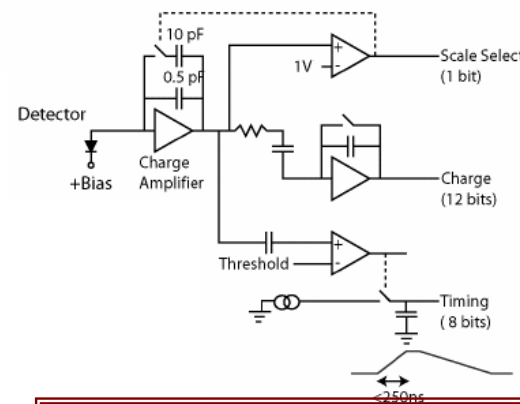 10 pF
0.5 pF
Detector
+Bias
Charge
Amplifier
+
1V
-
Scale Select
(1 bit)
Charge
(12 bits)
+
Threshold
-
Timing
( 8 bits)
<250ns